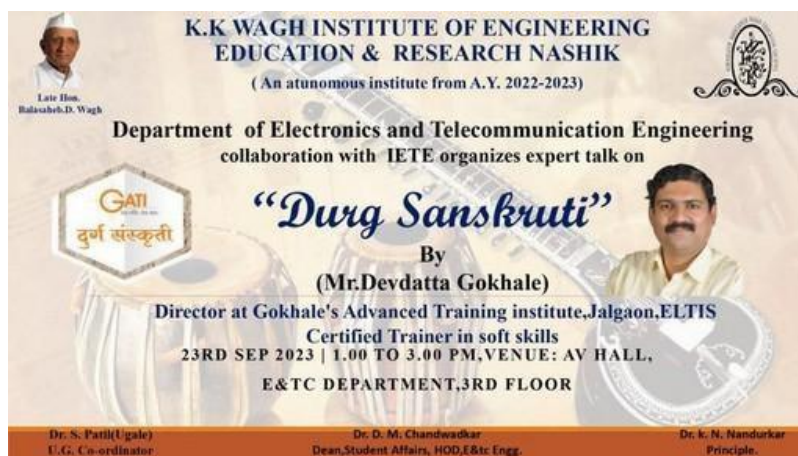 K.K WAGH INSTITUTE OF ENGINEERING
EDUCATION & RESEARCH NASHIK
( An atunomous institute from A.Y. 2022-2023)
Late Hon.
Balasaheb.D. Wagh
Department of Electronics and Telecommunication Engineering
collaboration with IETE organizes expert talk on
GATI
दुर्ग संस्कृती
“Durg Sanskruti”
By
(Mr.Devdatta Gokhale)
Director at Gokhale's Advanced Training institute,Jalgaon,ELTIS
Certified Trainer in soft skills
23RD SEP 2023 | 1.00 TO 3.00 PM,VENUE: AV HALL,
E&TC DEPARTMENT,3RD FLOOR
Dr. S. Patil(Ugale)
U.G. Co-ordinator
Dr. D. M. Chandwadkar
Dean,Student Affairs, HOD,E&tc Engg.
Dr. k. N. Nandurkar
Principle.